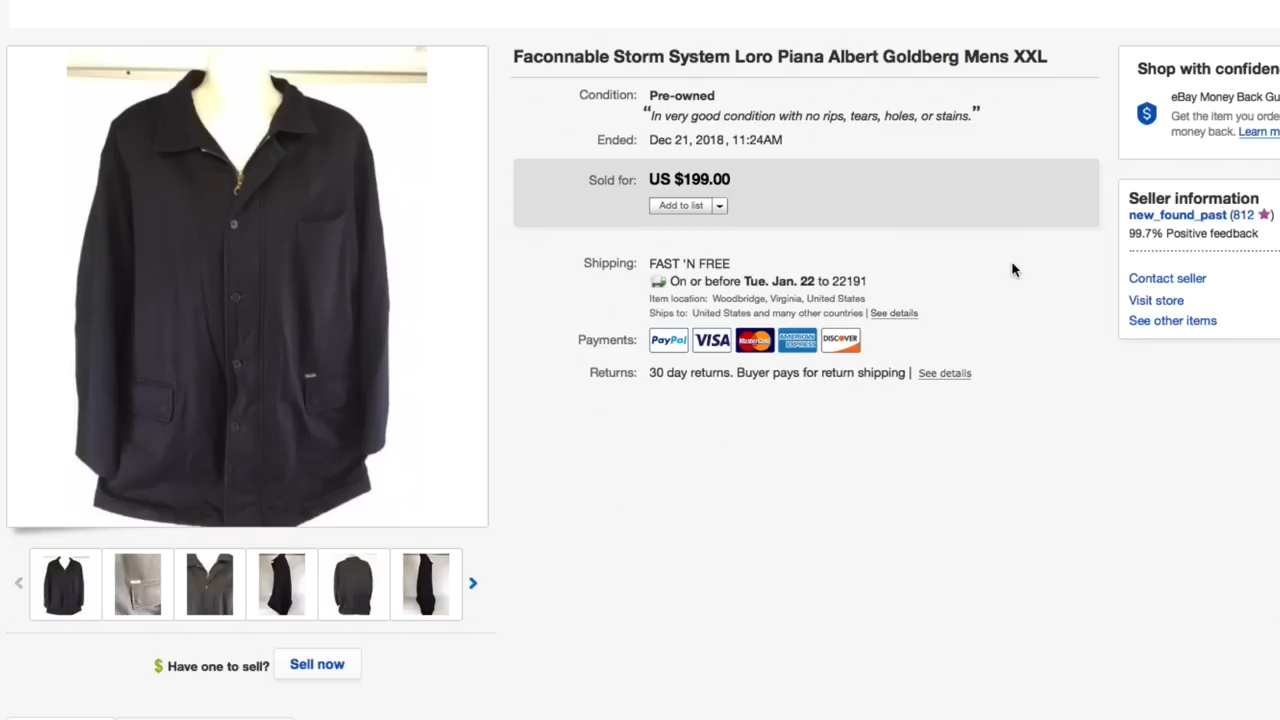 Faconnable Storm System Loro Piana Albert Goldberg Mens XXL
Condition: Pre-owned
“In very good condition with no rips, tears, holes, or stains.”
Ended: Dec 21, 2018, 11:24AM
Sold for: US $199.00
Add to list
Shipping: FAST 'N FREE
On or before Tue. Jan. 22 to 22191
Item location: Woodbridge, Virginia, United States
Ships to: United States and many other countries | See details
Payments: PayPal VISA MasterCard AMERICAN EXPRESS DISCOVER
Returns: 30 day returns. Buyer pays for return shipping | See details
$ Have one to sell? Sell now
Shop with confiden
$ eBay Money Back Gu
Get the item you orde
money back. Learn m
Seller information
new_found_past (812)
99.7% Positive feedback
Contact seller
Visit store
See other items